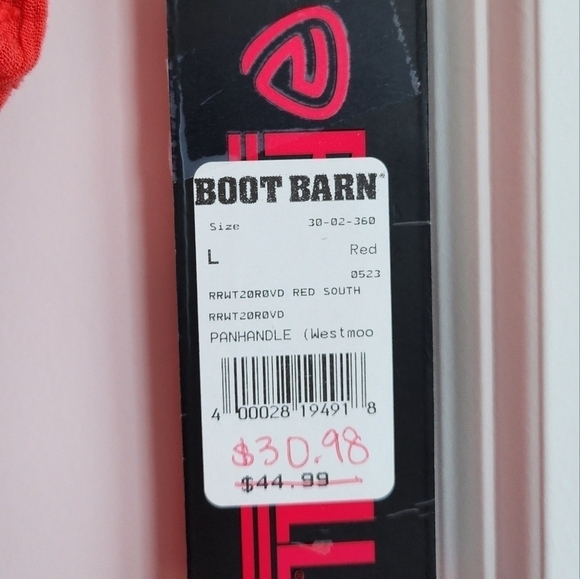 BOOT BARN®
Size 30-02-360
L Red
0523
RRWT20R0VD RED SOUTH
RRWT20R0VD
PANHANDLE (Westmoo
4 00028 19491 8
$30.98
$44.99